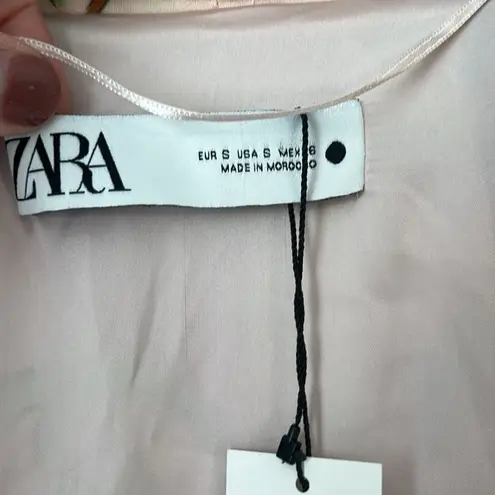 ZARA
EUR S USA S MEX 26
MADE IN MOROCCO